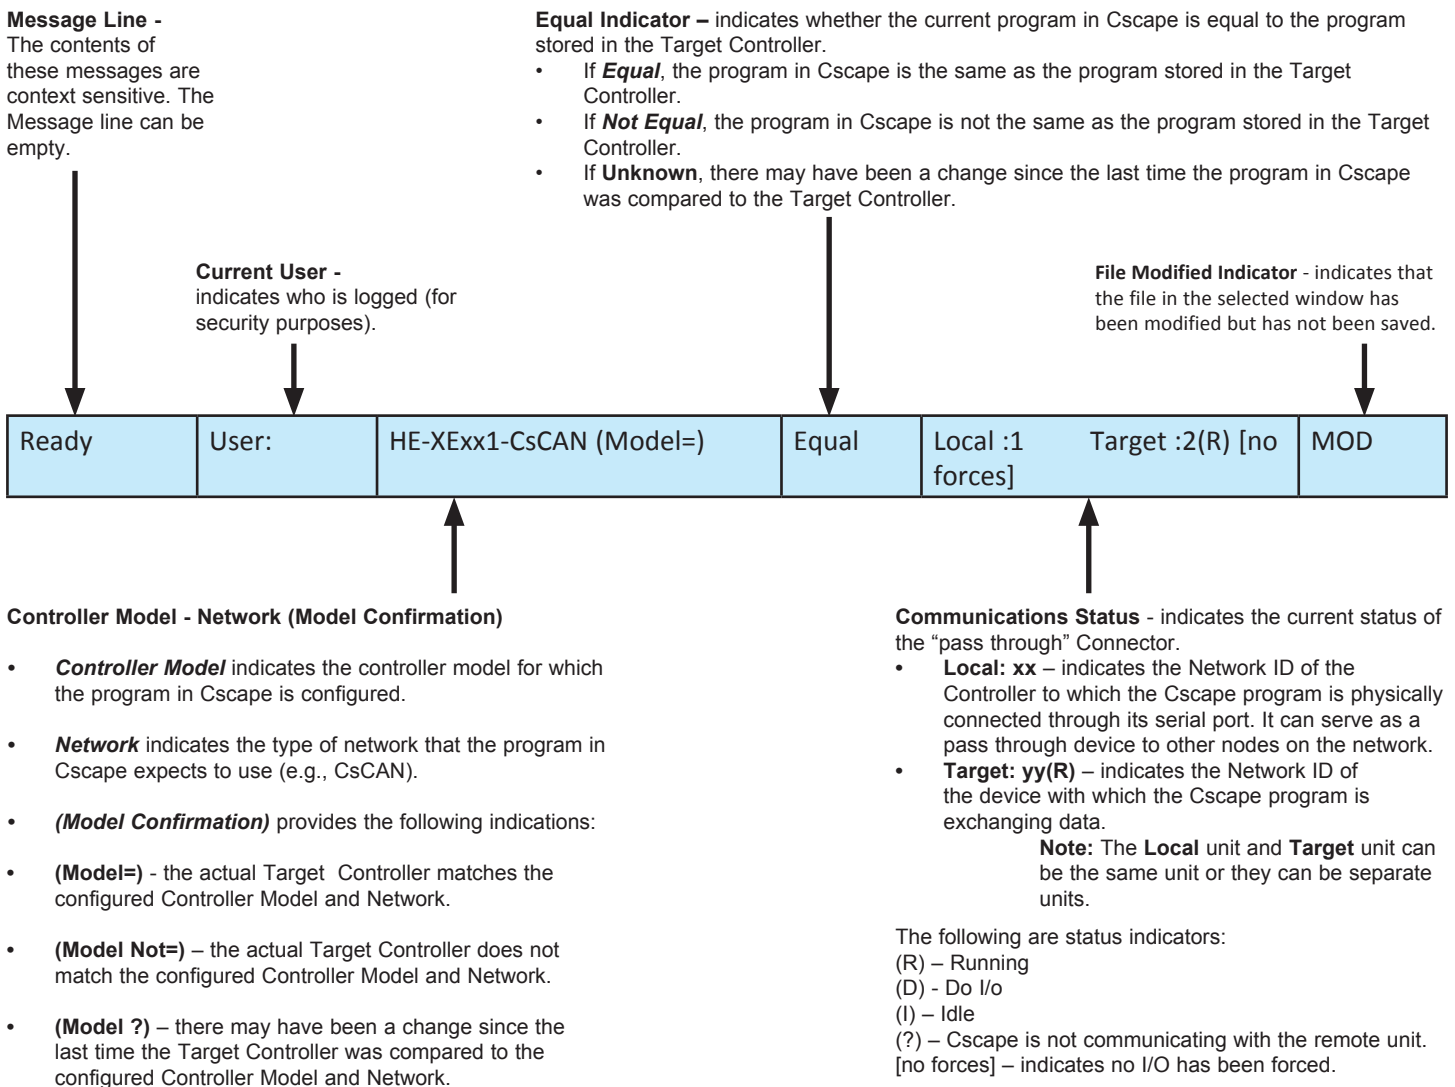 Message Line -
The contents of
these messages are
context sensitive. The
Message line can be
empty.
Equal Indicator – indicates whether the current program in Cscape is equal to the program
stored in the Target Controller.
• If Equal, the program in Cscape is the same as the program stored in the Target
Controller.
• If Not Equal, the program in Cscape is not the same as the program stored in the Target
Controller.
• If Unknown, there may have been a change since the last time the program in Cscape
was compared to the Target Controller.
Current User -
indicates who is logged (for
security purposes).
File Modified Indicator - indicates that
the file in the selected window has
been modified but has not been saved.
Ready
User:
HE-XExx1-CsCAN (Model=)
Equal
Local :1 Target :2(R) [no
forces]
MOD
Controller Model - Network (Model Confirmation)
• Controller Model indicates the controller model for which
the program in Cscape is configured.
• Network indicates the type of network that the program in
Cscape expects to use (e.g., CsCAN).
• (Model Confirmation) provides the following indications:
• (Model=) - the actual Target Controller matches the
configured Controller Model and Network.
• (Model Not=) – the actual Target Controller does not
match the configured Controller Model and Network.
• (Model ?) – there may have been a change since the
last time the Target Controller was compared to the
configured Controller Model and Network.
Communications Status - indicates the current status of
the “pass through” Connector.
• Local: xx – indicates the Network ID of the
Controller to which the Cscape program is physically
connected through its serial port. It can serve as a
pass through device to other nodes on the network.
• Target: yy(R) – indicates the Network ID of
the device with which the Cscape program is
exchanging data.
Note: The Local unit and Target unit can
be the same unit or they can be separate
units.
The following are status indicators:
(R) – Running
(D) - Do I/o
(I) – Idle
(?) – Cscape is not communicating with the remote unit.
[no forces] – indicates no I/O has been forced.